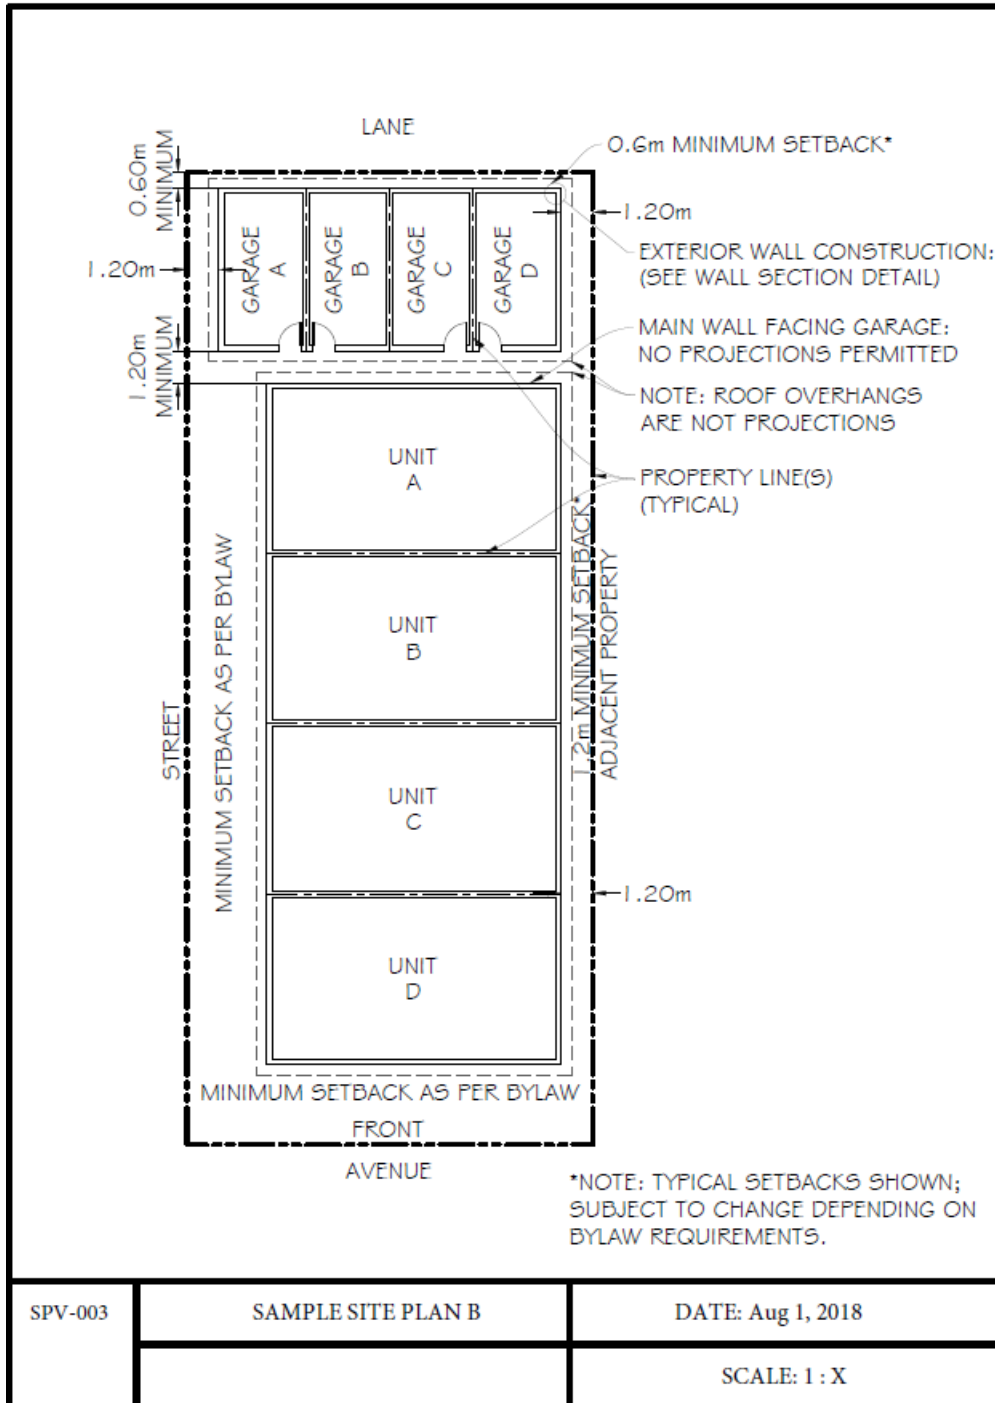 LANE
0.60m
MINIMUM
0.6m MINIMUM SETBACK*
1.20m
EXTERIOR WALL CONSTRUCTION:
(SEE WALL SECTION DETAIL)
GARAGE
A
GARAGE
B
GARAGE
C
GARAGE
D
1.20m
1.20m
MINIMUM
MAIN WALL FACING GARAGE:
NO PROJECTIONS PERMITTED
NOTE: ROOF OVERHANGS
ARE NOT PROJECTIONS
PROPERTY LINE(S)
(TYPICAL)
UNIT
A
UNIT
B
UNIT
C
UNIT
D
STREET
MINIMUM SETBACK AS PER BYLAW
1.2m MINIMUM SETBACK*
ADJACENT PROPERTY
1.20m
MINIMUM SETBACK AS PER BYLAW
FRONT
AVENUE
*NOTE: TYPICAL SETBACKS SHOWN;
SUBJECT TO CHANGE DEPENDING ON
BYLAW REQUIREMENTS.
SPV-003
SAMPLE SITE PLAN B
DATE: Aug 1, 2018
SCALE: 1 : X